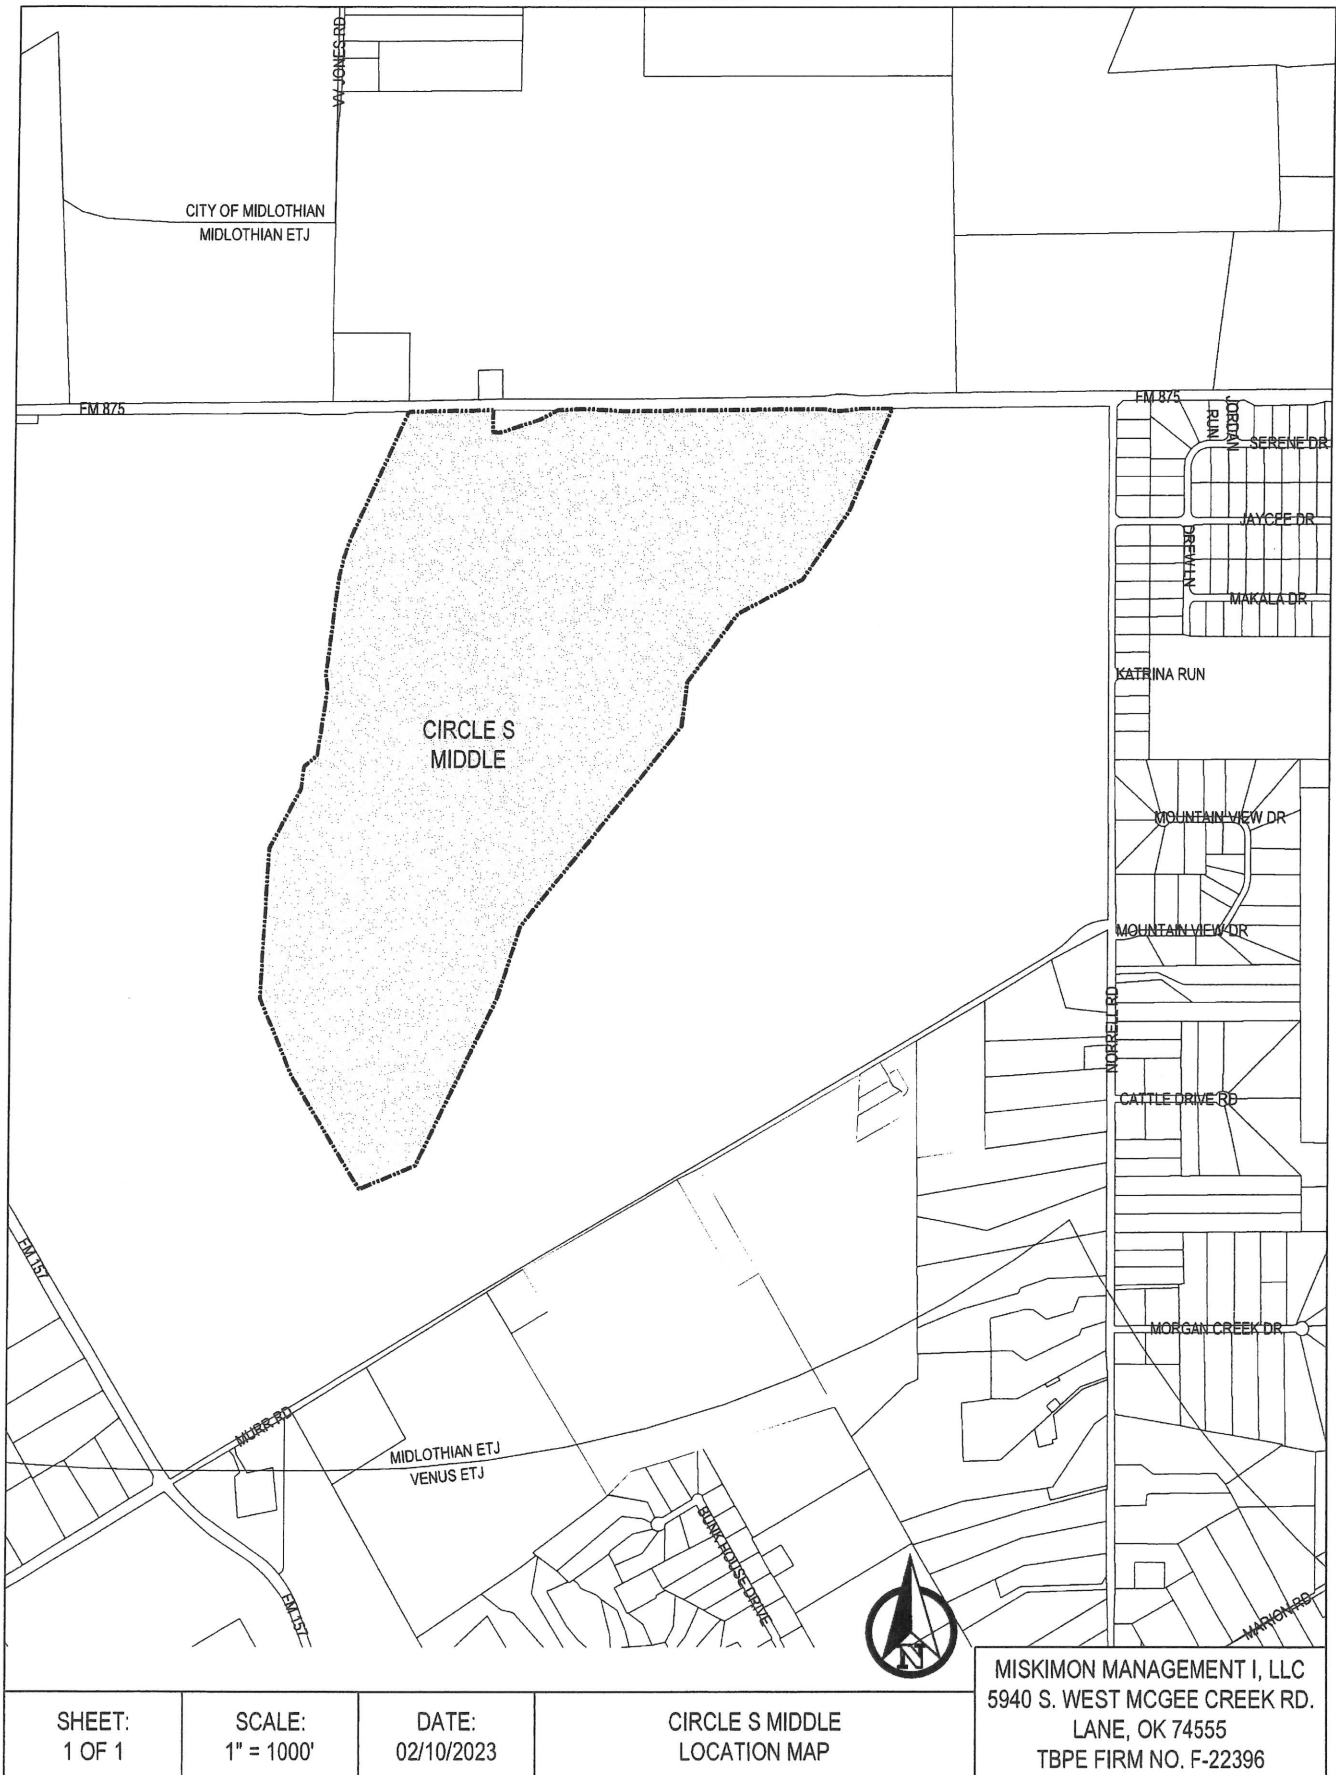 VV JONES RD
CITY OF MIDLOTHIAN
MIDLOTHIAN ETJ
FM 875
FM 875
JORDAN
RUN
SERENE DR
JAYCEE DR
DREW LN
MAKALA DR
KATRINA RUN
CIRCLE S
MIDDLE
MOUNTAIN VIEW DR
MOUNTAIN VIEW DR
NORRELL RD
CATTLE DRIVE RD
FM 157
MORGAN CREEK DR
MURR RD
MIDLOTHIAN ETJ
VENUS ETJ
BUNK HOUSE DRIVE
FM 157
MARION RD
N
SHEET:
1 OF 1
SCALE:
1" = 1000'
DATE:
02/10/2023
CIRCLE S MIDDLE
LOCATION MAP
MISKIMON MANAGEMENT I, LLC
5940 S. WEST MCGEE CREEK RD.
LANE, OK 74555
TBPE FIRM NO. F-22396